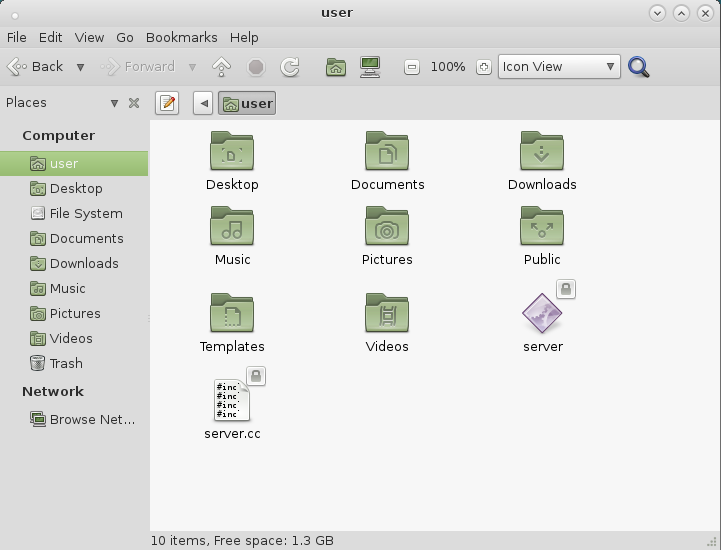 user
File Edit View Go Bookmarks Help
Back Forward 100% Icon View
Places
user
Computer
user
Desktop
File System
Documents
Downloads
Music
Pictures
Videos
Trash
Network
Browse Net...
Desktop Documents Downloads
Music Pictures Public
Templates Videos server
#inc
#inc
#inc
#inc
server.cc
10 items, Free space: 1.3 GB